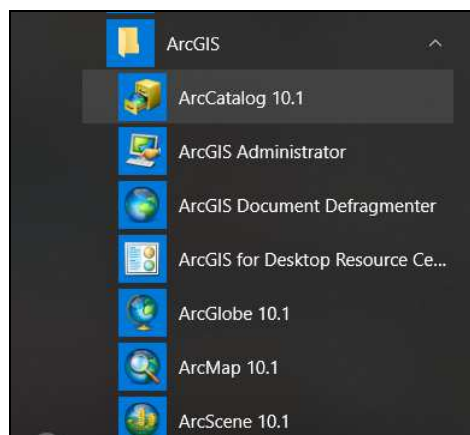 ArcGIS
ArcCatalog 10.1
ArcGIS Administrator
ArcGIS Document Defragmenter
ArcGIS for Desktop Resource Ce...
ArcGlobe 10.1
ArcMap 10.1
ArcScene 10.1